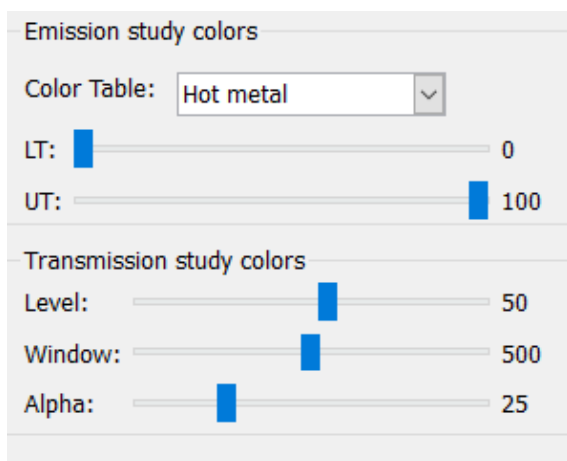 Emission study colors
Color Table: Hot metal
LT: 0
UT: 100
Transmission study colors
Level: 50
Window: 500
Alpha: 25